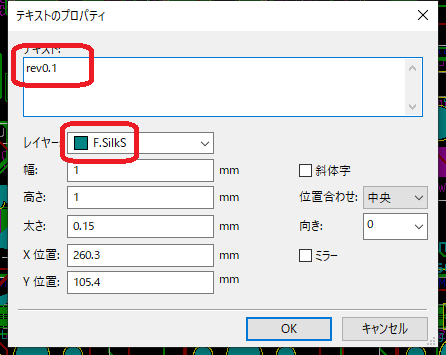 テキストのプロパティ
テキスト:
rev0.1
レイヤー:
F.SilkS
幅: 1 mm
斜体字
高さ: 1 mm
位置合わせ: 中央
太さ: 0.15 mm
向き: 0
X 位置: 260.3 mm
ミラー
Y 位置: 105.4 mm
OK キャンセル